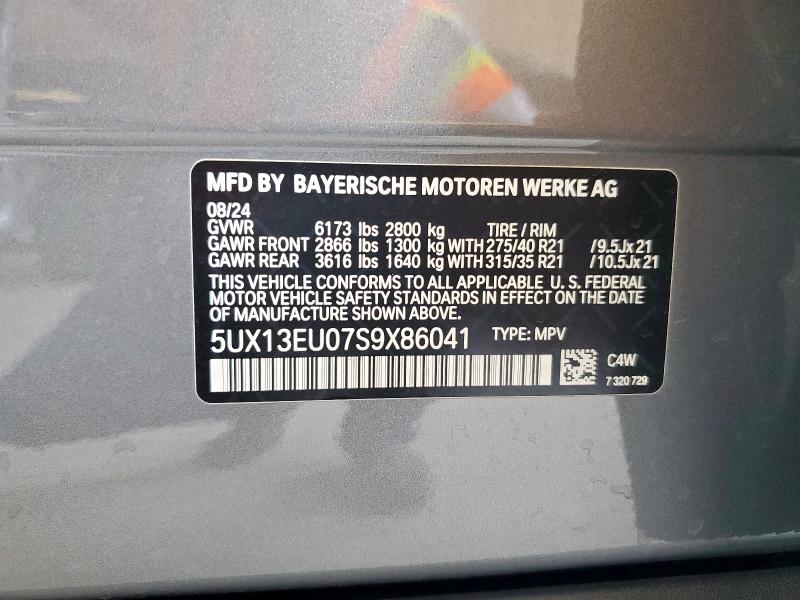 MFD BY BAYERISCHE MOTOREN WERKE AG
08/24
GVWR 6173 lbs 2800 kg TIRE / RIM
GAWR FRONT 2866 lbs 1300 kg WITH 275/40 R21 /9.5Jx21
GAWR REAR 3616 lbs 1640 kg WITH 315/35 R21 /10.5Jx21
THIS VEHICLE CONFORMS TO ALL APPLICABLE U. S. FEDERAL
MOTOR VEHICLE SAFETY STANDARDS IN EFFECT ON THE DATE
OF MANUFACTURE SHOWN ABOVE.
5UX13EU07S9X86041 TYPE: MPV
C4W
7 320 729